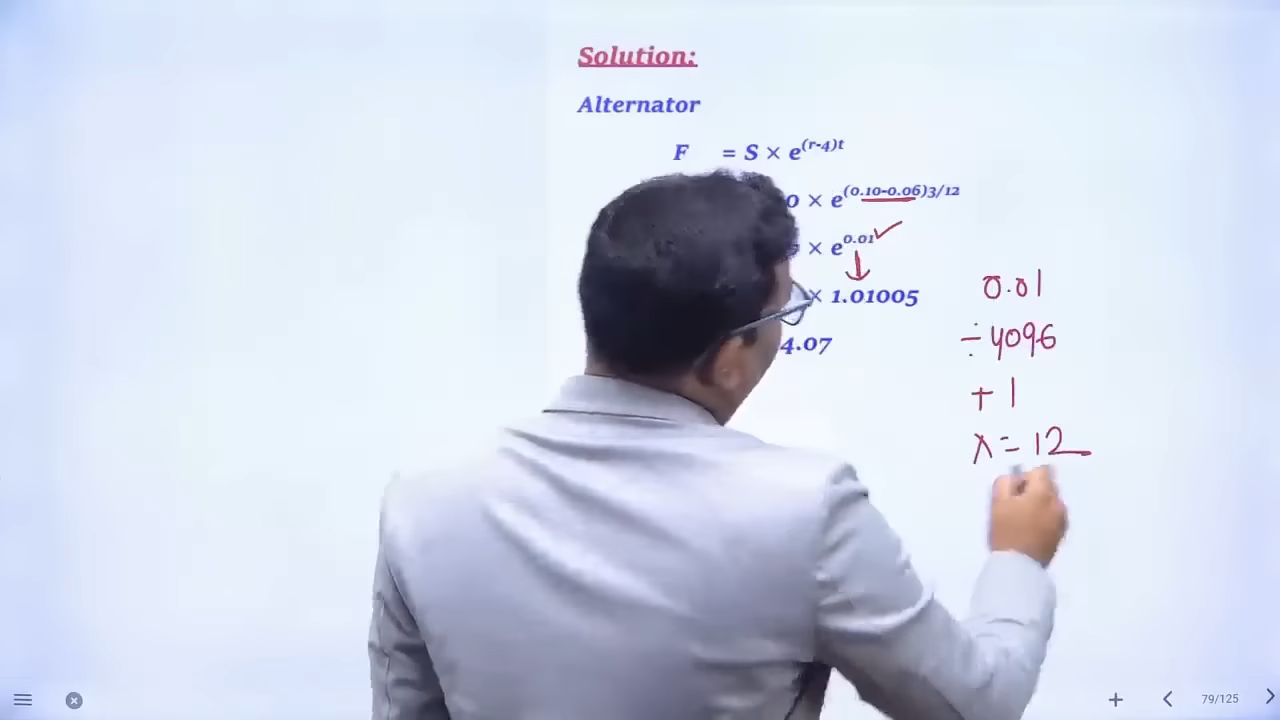 Solution:
Alternator
F = S × e^(r-4)t
0 × e^(0.10-0.06)3/12
× e^0.01 ✓
↓
× 1.01005
4.07
0.01
÷ 4096
+ 1
x = 12
79/125